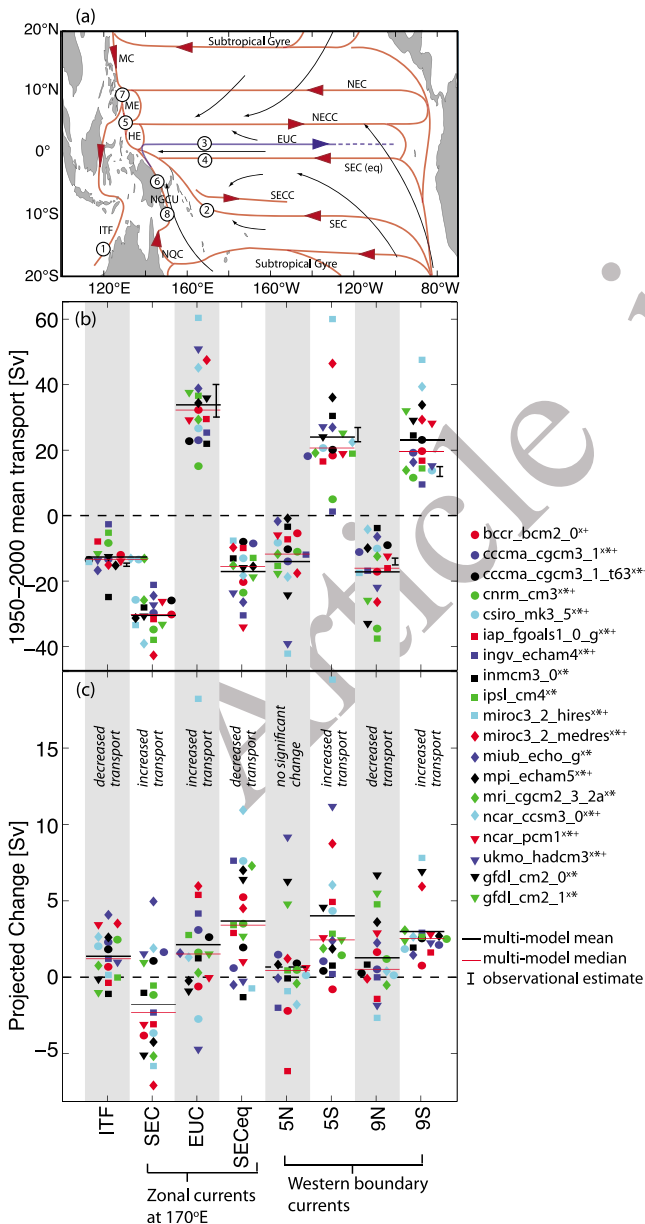 (a)
20°N
10°N
0°
10°S
20°S
Subtropical Gyre
MC
NEC
7
ME
5
NECC
HE
3
EUC
4
SEC (eq)
6
NGCU
8
2
SECC
SEC
ITF
1
NQC
Subtropical Gyre
120°E
160°E
160°W
120°W
80°W
(b)
1950−2000 mean transport [Sv]
60
40
20
0
−20
−40
(c)
Projected Change [Sv]
15
10
5
0
−5
decreased transport
increased transport
increased transport
decreased transport
no significant change
increased transport
decreased transport
increased transport
ITF
SEC
EUC
SECeq
5N
5S
9N
9S
Zonal currents
at 170°E
Western boundary
currents
bccr_bcm2_0x+
cccma_cgcm3_1x*+
cccma_cgcm3_1_t63x*+
cnrm_cm3x*+
csiro_mk3_5x*+
iap_fgoals1_0_gx*+
ingv_echam4x*+
inmcm3_0x*
ipsl_cm4x*
miroc3_2_hiresx*+
miroc3_2_medresx*+
miub_echo_gx*
mpi_echam5x*+
mri_cgcm2_3_2ax*
ncar_ccsm3_0x*+
ncar_pcm1x*+
ukmo_hadcm3x*+
gfdl_cm2_0x*
gfdl_cm2_1x*
multi-model mean
multi-model median
observational estimate
Article